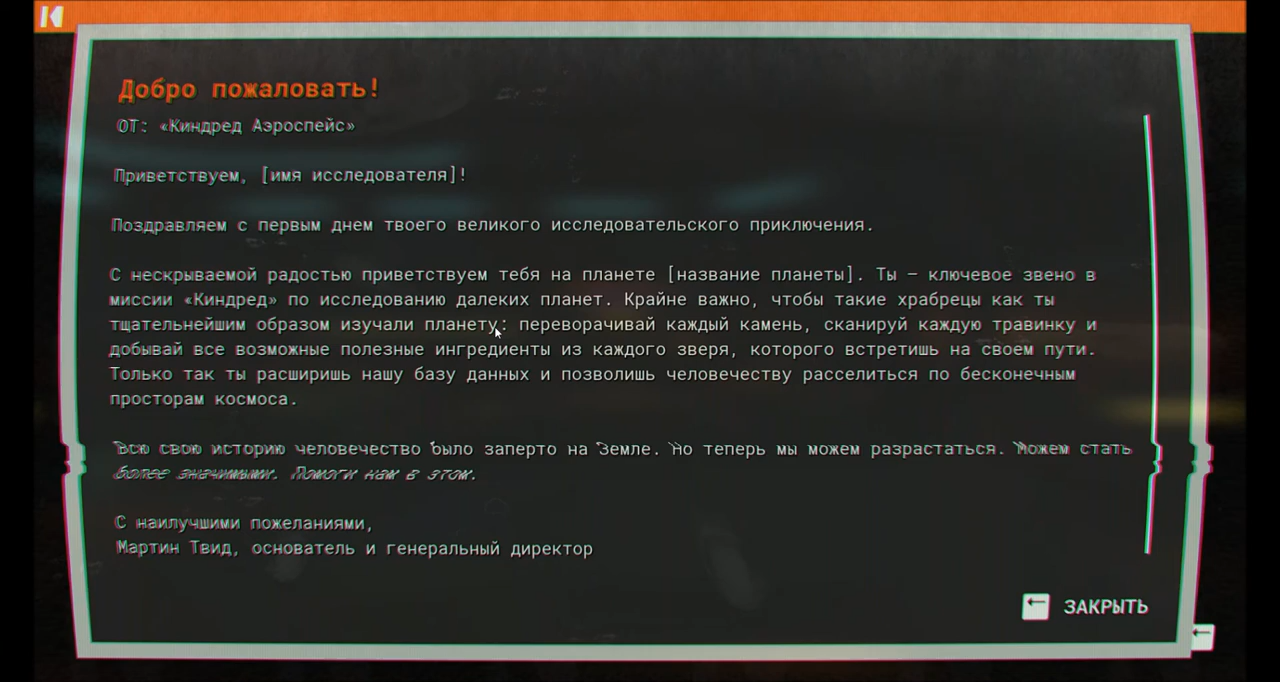 Добро пожаловать!
ОТ: «Киндред Аэроспейс»
Приветствуем, [имя исследователя]!
Поздравляем с первым днем твоего великого исследовательского приключения.
С нескрываемой радостью приветствуем тебя на планете [название планеты]. Ты – ключевое звено в
миссии «Киндред» по исследованию далеких планет. Крайне важно, чтобы такие храбрецы как ты
тщательнейшим образом изучали планету: переворачивай каждый камень, сканируй каждую травинку и
добывай все возможные полезные ингредиенты из каждого зверя, которого встретишь на своем пути.
Только так ты расширишь нашу базу данных и позволишь человечеству расселиться по бесконечным
просторам космоса.
Всю свою историю человечество было заперто на Земле. Но теперь мы можем разрастаться. Можем стать
более значимыми. Помоги нам в этом.
С наилучшими пожеланиями,
Мартин Твид, основатель и генеральный директор
ЗАКРЫТЬ